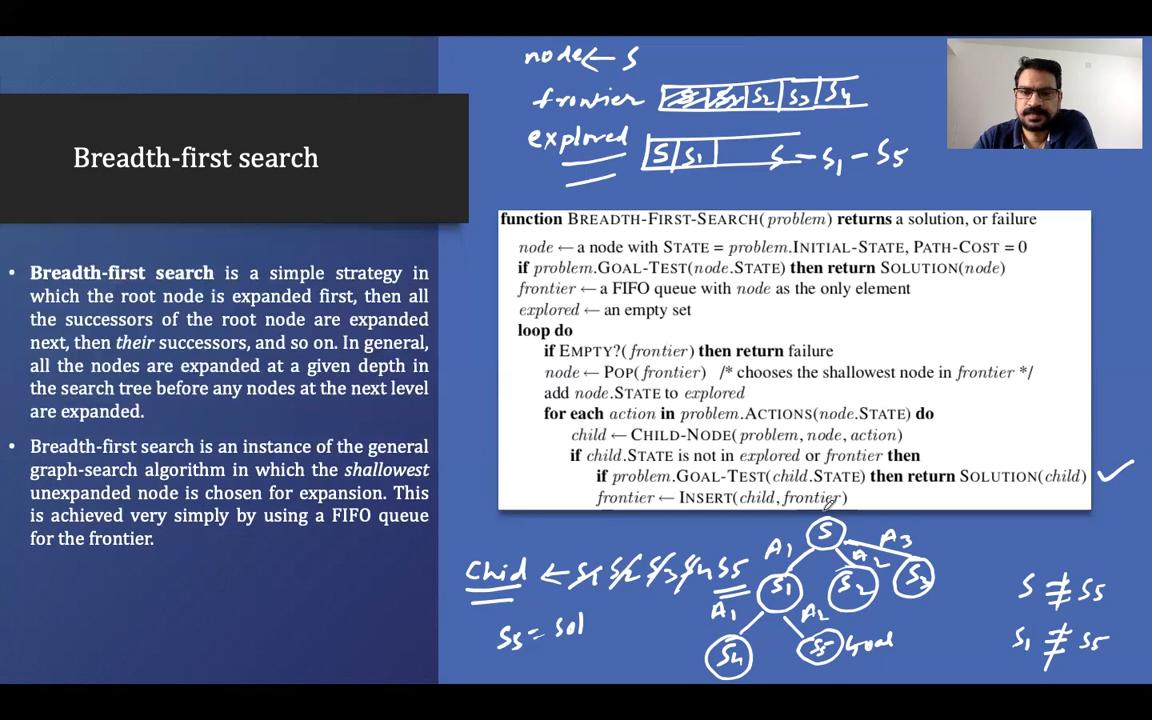 Breadth-first search
• Breadth-first search is a simple strategy in
which the root node is expanded first, then all
the successors of the root node are expanded
next, then their successors, and so on. In general,
all the nodes are expanded at a given depth in
the search tree before any nodes at the next level
are expanded.
• Breadth-first search is an instance of the general
graph-search algorithm in which the shallowest
unexpanded node is chosen for expansion. This
is achieved very simply by using a FIFO queue
for the frontier.
node ← S
frontier S S1 S2 S3 S4
explored S S1 S – S1 – S5
function BREADTH-FIRST-SEARCH(problem) returns a solution, or failure
node ← a node with STATE = problem.INITIAL-STATE, PATH-COST = 0
if problem.GOAL-TEST(node.STATE) then return SOLUTION(node)
frontier ← a FIFO queue with node as the only element
explored ← an empty set
loop do
if EMPTY?(frontier) then return failure
node ← POP(frontier) /* chooses the shallowest node in frontier */
add node.STATE to explored
for each action in problem.ACTIONS(node.STATE) do
child ← CHILD-NODE(problem, node, action)
if child.STATE is not in explored or frontier then
if problem.GOAL-TEST(child.STATE) then return SOLUTION(child) ✓
frontier ← INSERT(child, frontier)
S
A1 A2 A3
Chid ← S1 S2 S3 S4 S5
S1 S2 S3
A1 A2
S5 = Sol
S4 S5 Goal
S ≠ S5
S1 ≠ S5